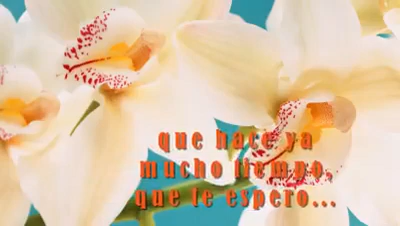 que hace ya
mucho tiempo,
que te espero...